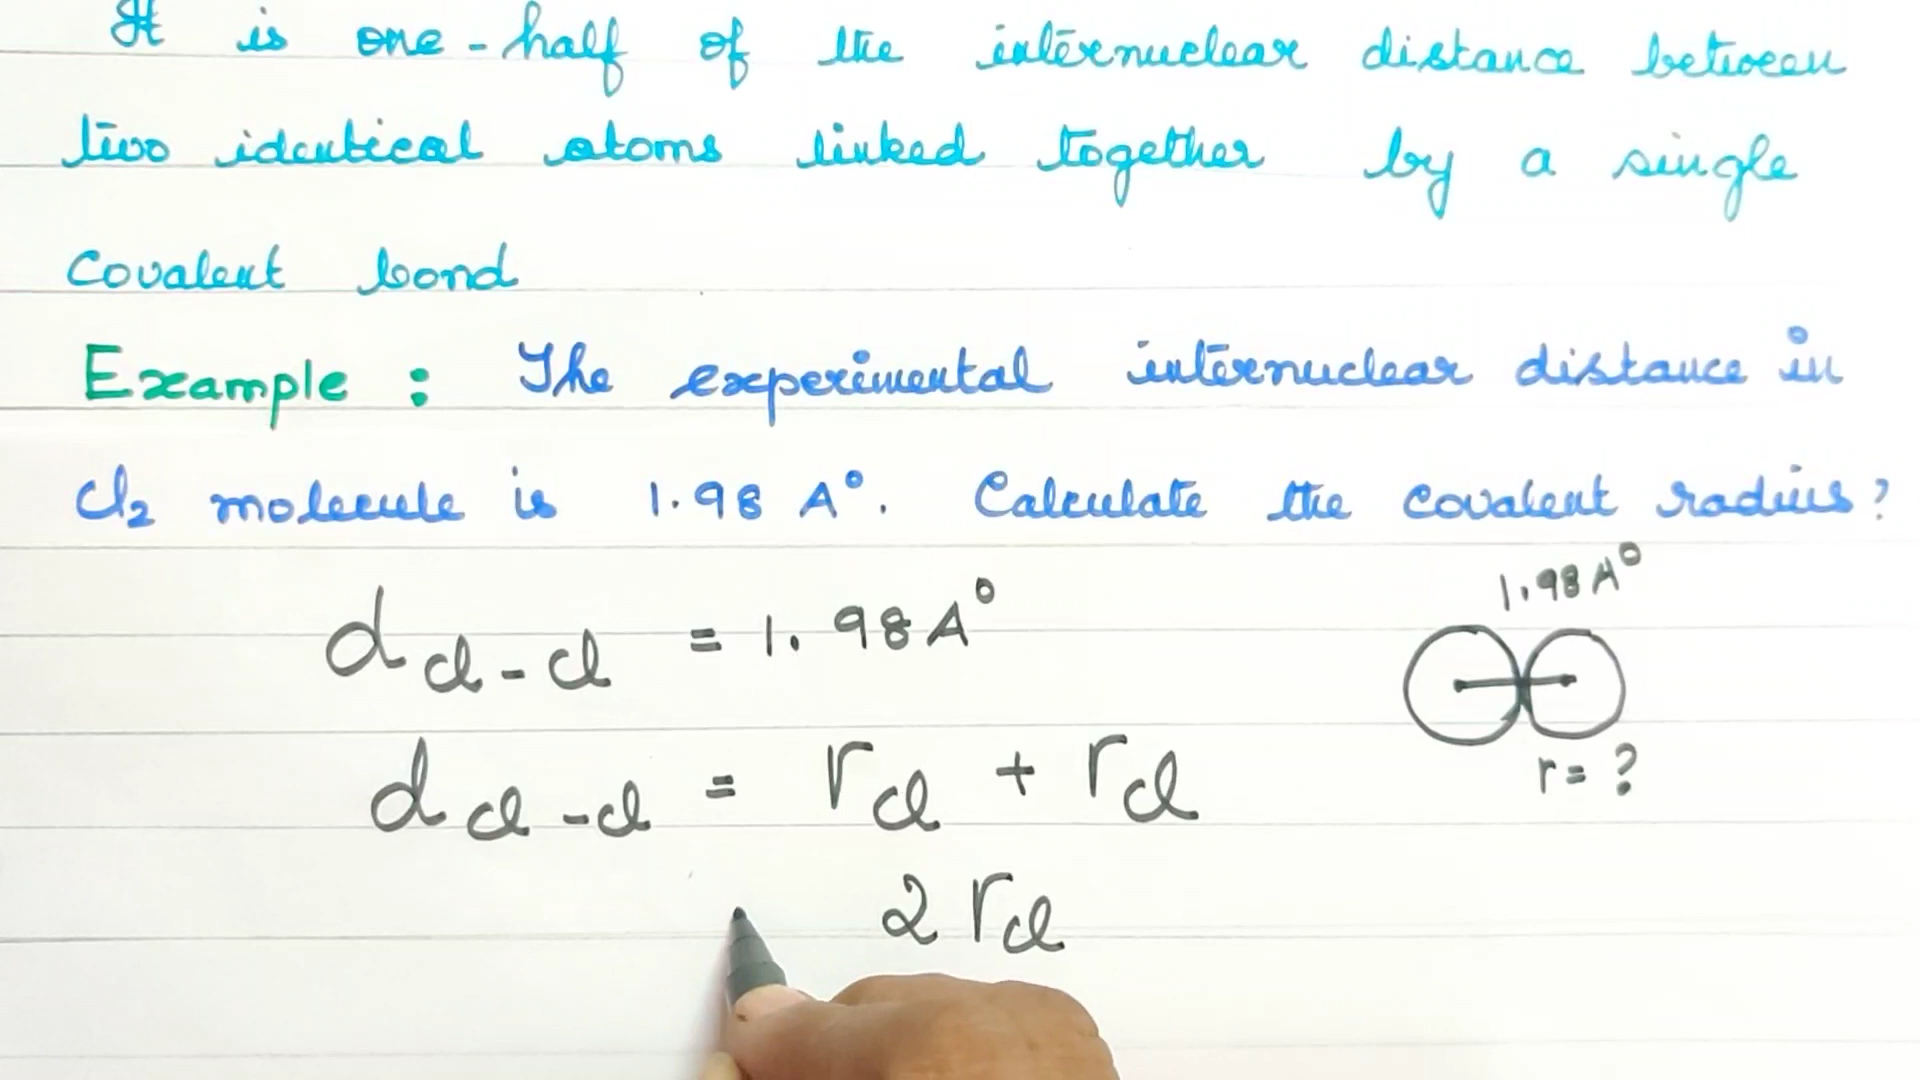 It is one-half of the internuclear distance between
two identical atoms linked together by a single
covalent bond
Example : The experimental internuclear distance in
Cl₂ molecule is 1.98 A°. Calculate the covalent radius?
1.98 A°
d Cl-Cl = 1.98 A°
d Cl-Cl = rCl + rCl
r = ?
2 rCl